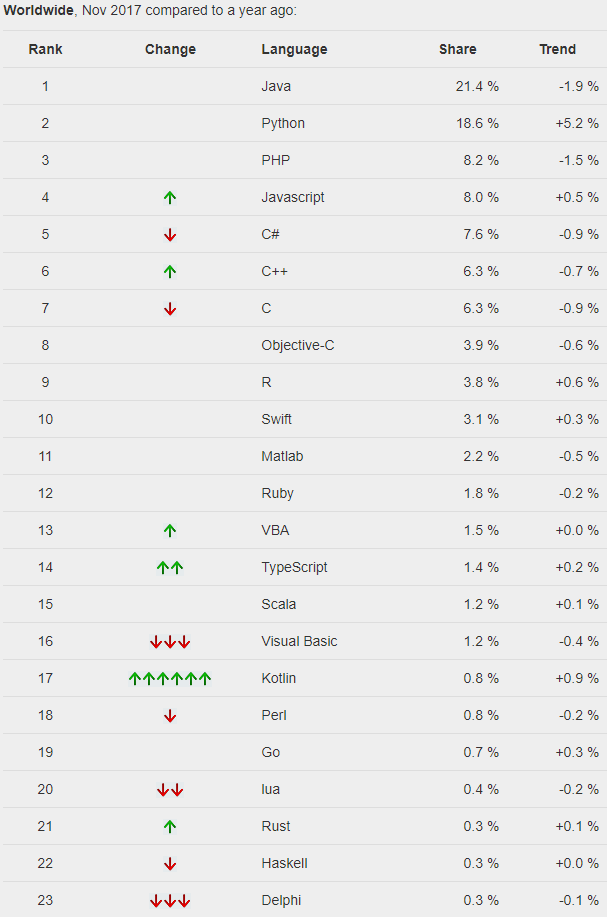 Worldwide, Nov 2017 compared to a year ago:
Rank Change Language Share Trend
1 Java 21.4 % -1.9 %
2 Python 18.6 % +5.2 %
3 PHP 8.2 % -1.5 %
4 ↑ Javascript 8.0 % +0.5 %
5 ↓ C# 7.6 % -0.9 %
6 ↑ C++ 6.3 % -0.7 %
7 ↓ C 6.3 % -0.9 %
8 Objective-C 3.9 % -0.6 %
9 R 3.8 % +0.6 %
10 Swift 3.1 % +0.3 %
11 Matlab 2.2 % -0.5 %
12 Ruby 1.8 % -0.2 %
13 ↑ VBA 1.5 % +0.0 %
14 ↑↑ TypeScript 1.4 % +0.2 %
15 Scala 1.2 % +0.1 %
16 ↓↓↓ Visual Basic 1.2 % -0.4 %
17 ↑↑↑↑↑↑ Kotlin 0.8 % +0.9 %
18 ↓ Perl 0.8 % -0.2 %
19 Go 0.7 % +0.3 %
20 ↓↓ lua 0.4 % -0.2 %
21 ↑ Rust 0.3 % +0.1 %
22 ↓ Haskell 0.3 % +0.0 %
23 ↓↓↓ Delphi 0.3 % -0.1 %